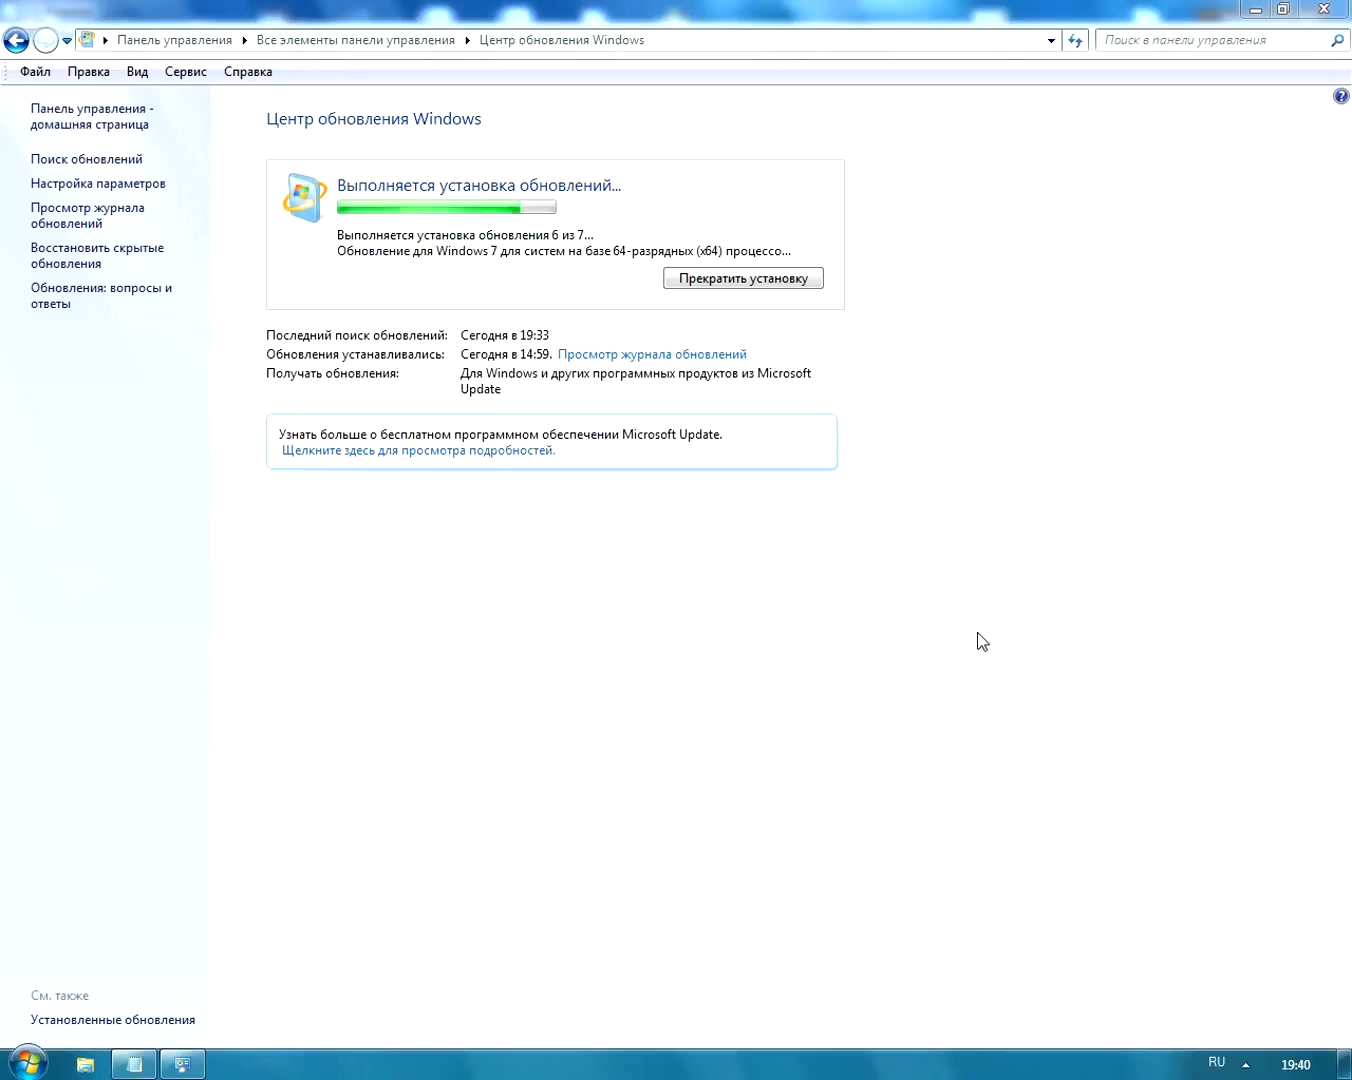 Панель управления ▸ Все элементы панели управления ▸ Центр обновления Windows
Поиск в панели управления
Файл Правка Вид Сервис Справка
Панель управления -
домашняя страница
Поиск обновлений
Настройка параметров
Просмотр журнала
обновлений
Восстановить скрытые
обновления
Обновления: вопросы и
ответы
Центр обновления Windows
Выполняется установка обновлений...
Выполняется установка обновления 6 из 7...
Обновление для Windows 7 для систем на базе 64-разрядных (x64) процессо...
Прекратить установку
Последний поиск обновлений: Сегодня в 19:33
Обновления устанавливались: Сегодня в 14:59. Просмотр журнала обновлений
Получать обновления: Для Windows и других программных продуктов из Microsoft
Update
Узнать больше о бесплатном программном обеспечении Microsoft Update.
Щелкните здесь для просмотра подробностей.
См. также
Установленные обновления
RU 19:40